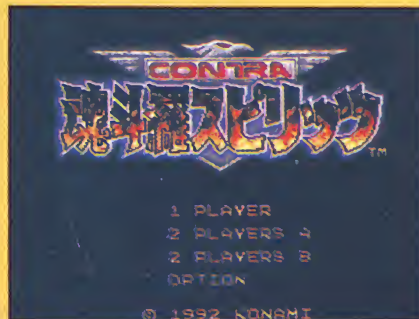 CONTRA
魂斗羅スピリッツ
TM
1 PLAYER
2 PLAYERS A
2 PLAYERS B
OPTION
© 1992 KONAMI